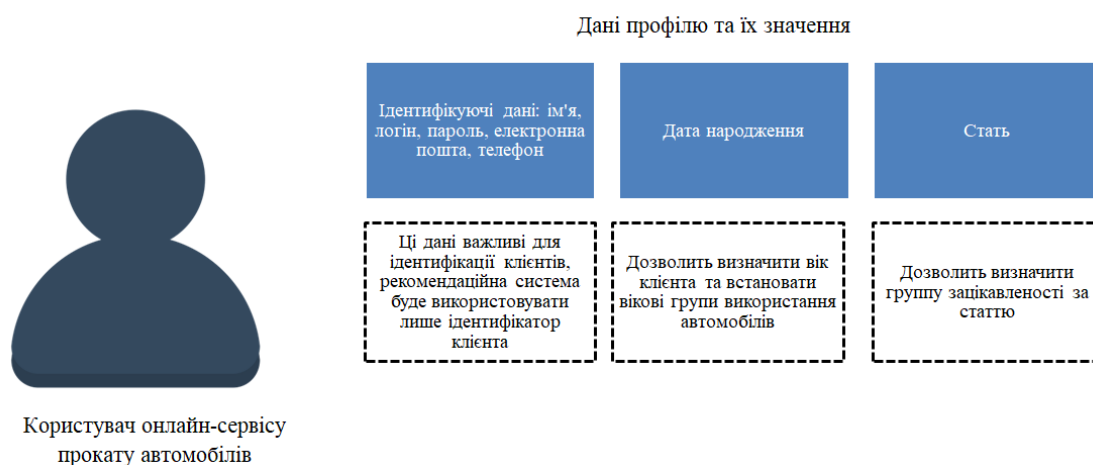 Дані профілю та їх значення
Ідентифікуючі дані: ім'я,
логін, пароль, електронна
пошта, телефон
Дата народження
Стать
Ці дані важливі для
ідентифікації клієнтів,
рекомендаційна система
буде використовувати
лише ідентифікатор
клієнта
Дозволить визначити вік
клієнта та встановати
вікові групи використання
автомобілів
Дозволить визначити
группу зацікавленості за
статтю
Користувач онлайн-сервісу
прокату автомобілів